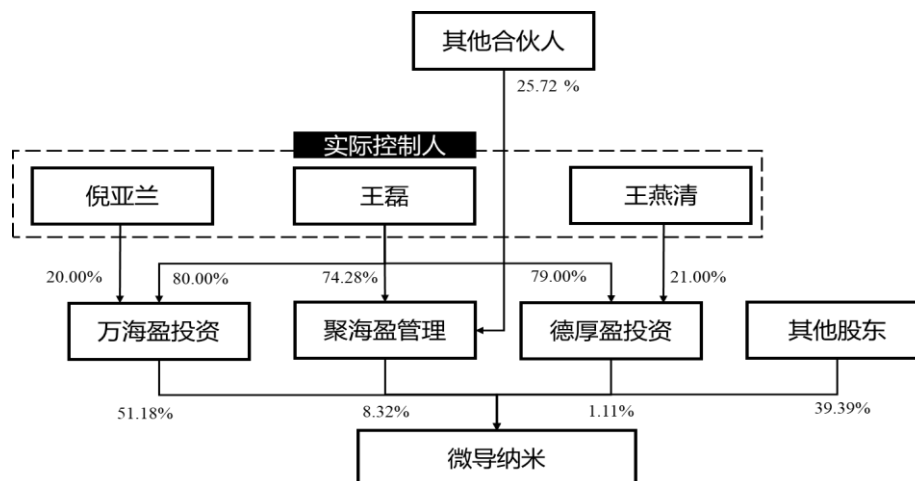 其他合伙人
25.72 %
实际控制人
倪亚兰
王磊
王燕清
20.00%
80.00%
74.28%
79.00%
21.00%
万海盈投资
聚海盈管理
德厚盈投资
其他股东
51.18%
8.32%
1.11%
39.39%
微导纳米